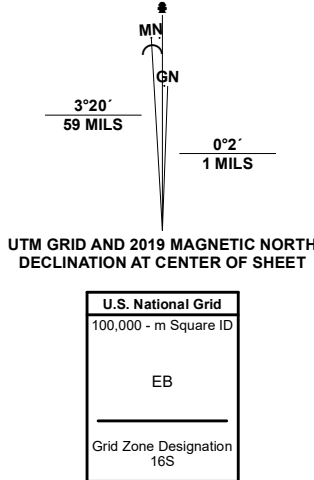 MN
GN
3°20´
59 MILS
0°2´
1 MILS
UTM GRID AND 2019 MAGNETIC NORTH
DECLINATION AT CENTER OF SHEET
U.S. National Grid
100,000 - m Square ID
EB
Grid Zone Designation
16S